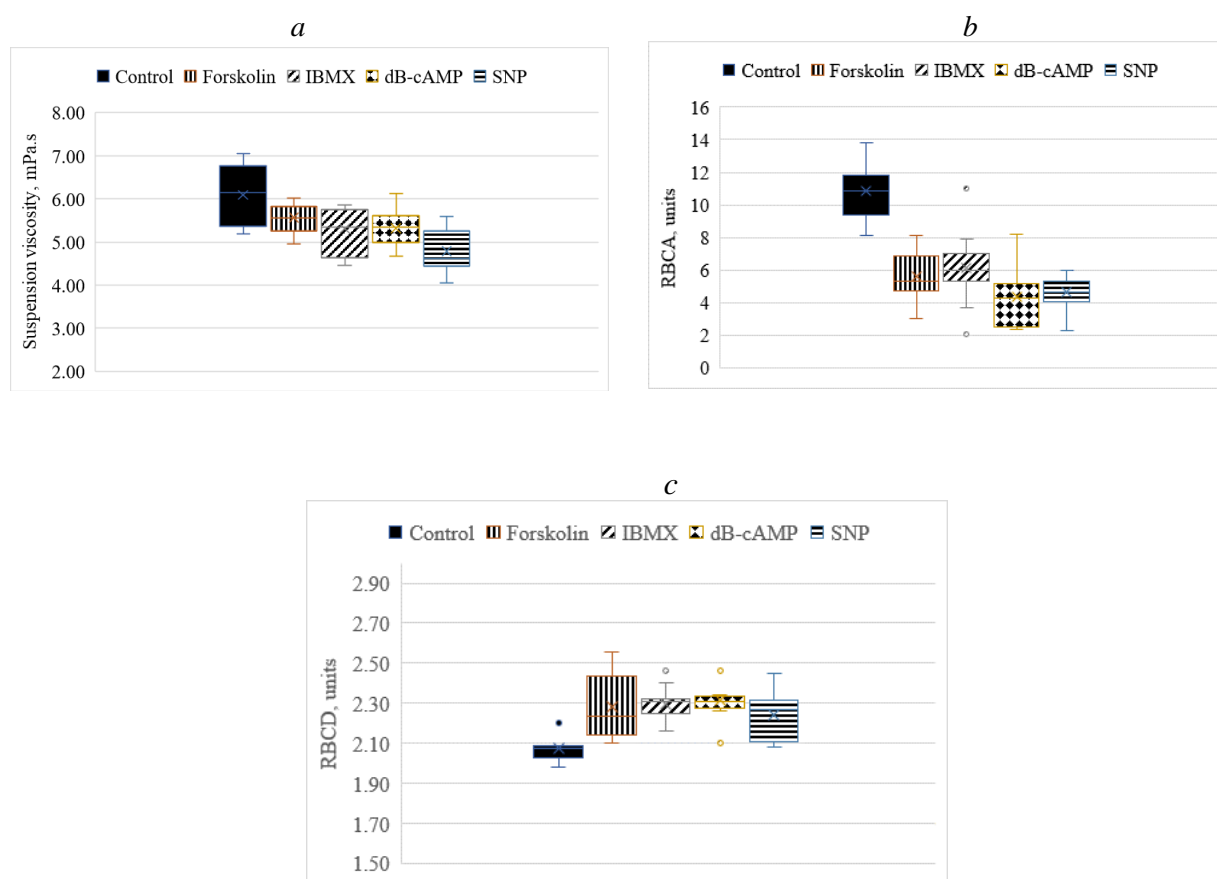 a
Control Forskolin IBMX dB-cAMP SNP
Suspension viscosity, mPa.s
8.00
7.00
6.00
5.00
4.00
3.00
2.00
b
Control Forskolin IBMX dB-cAMP SNP
RBCA, units
16
14
12
10
8
6
4
2
0
c
Control Forskolin IBMX dB-cAMP SNP
RBCD, units
2.90
2.70
2.50
2.30
2.10
1.90
1.70
1.50